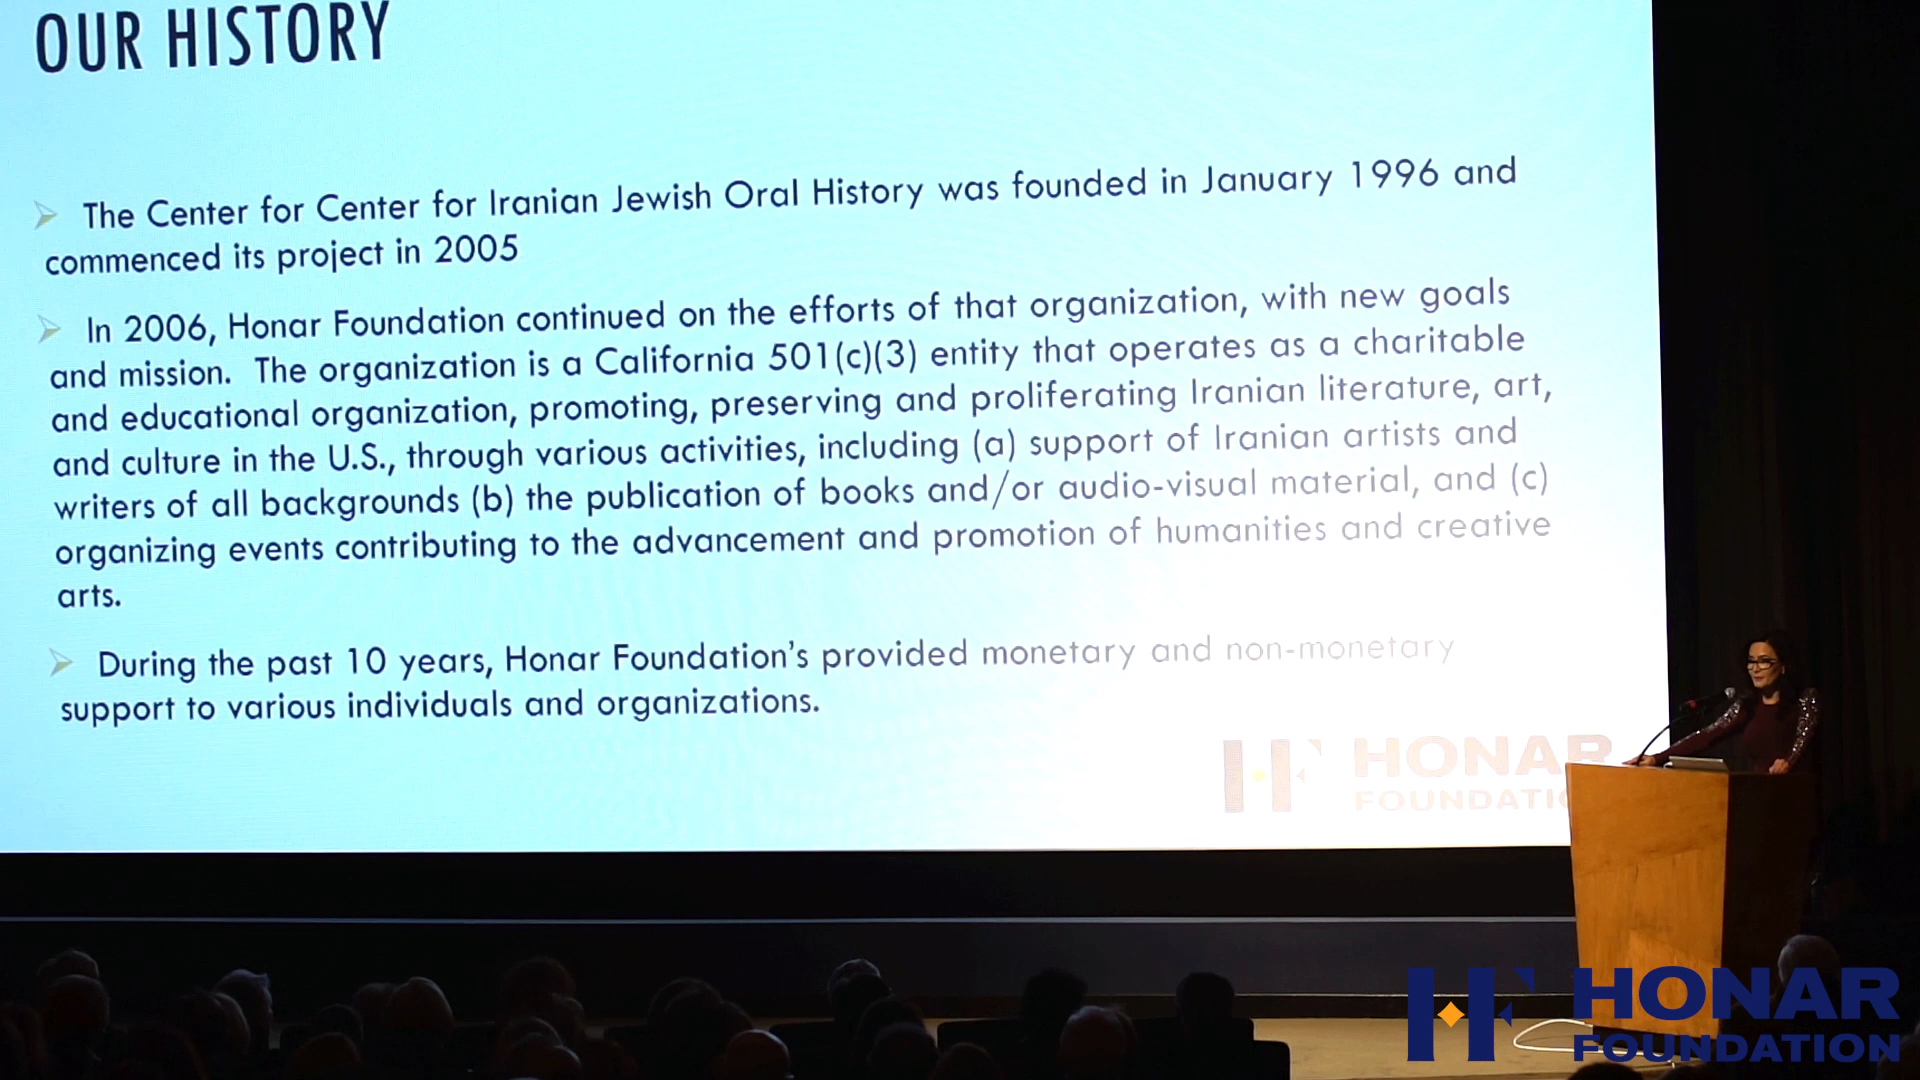 OUR HISTORY
The Center for Center for Iranian Jewish Oral History was founded in January 1996 and
commenced its project in 2005
In 2006, Honar Foundation continued on the efforts of that organization, with new goals
and mission. The organization is a California 501(c)(3) entity that operates as a charitable
and educational organization, promoting, preserving and proliferating Iranian literature, art,
and culture in the U.S., through various activities, including (a) support of Iranian artists and
writers of all backgrounds (b) the publication of books and/or audio-visual material, and (c)
organizing events contributing to the advancement and promotion of humanities and creative
arts.
During the past 10 years, Honar Foundation's provided monetary and non-monetary
support to various individuals and organizations.
HONAR
FOUNDATIO
HONAR
FOUNDATION